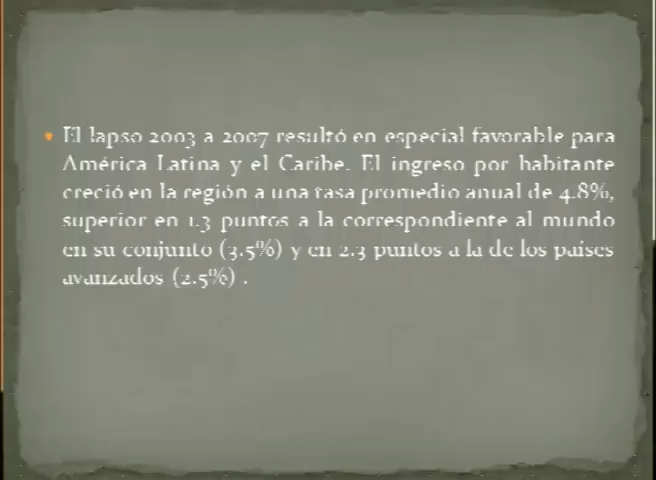 El lapso 2003 a 2007 resultó en especial favorable para
América Latina y el Caribe. El ingreso por habitante
creció en la región a una tasa promedio anual de 4.8%,
superior en 1.3 puntos a la correspondiente al mundo
en su conjunto (3.5%) y en 2.3 puntos a la de los países
avanzados (2.5%) .